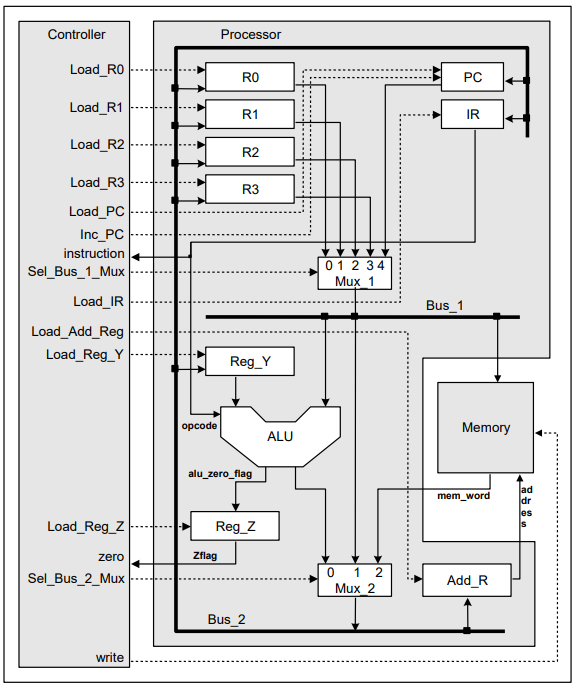 Controller
Processor
Load_R0
R0
PC
Load_R1
R1
IR
Load_R2
R2
Load_R3
R3
Load_PC
Inc_PC
instruction
Sel_Bus_1_Mux
0 1 2 3 4
Mux_1
Load_IR
Bus_1
Load_Add_Reg
Load_Reg_Y
Reg_Y
opcode
ALU
Memory
alu_zero_flag
mem_word
ad
dr
es
s
Load_Reg_Z
Reg_Z
zero
Zflag
Sel_Bus_2_Mux
0 1 2
Mux_2
Add_R
Bus_2
write